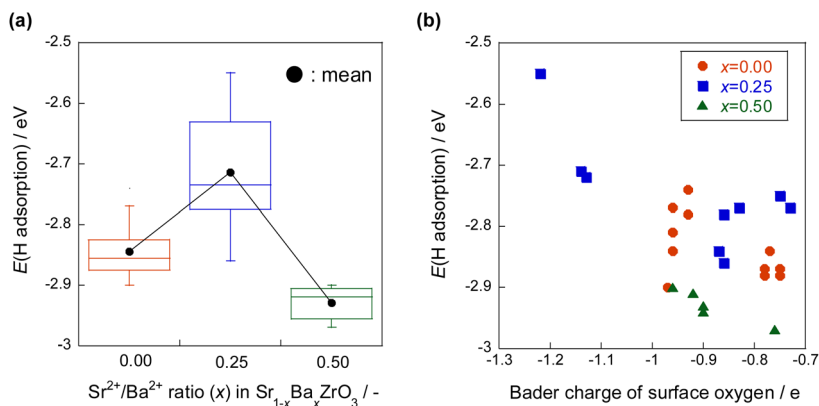 (a)
-2.5
-2.6
-2.7
-2.8
-2.9
-3
E(H adsorption) / eV
: mean
0.00 0.25 0.50
Sr²⁺/Ba²⁺ ratio (x) in Sr₁₋ₓBaₓZrO₃ / -
(b)
-2.5
-2.6
-2.7
-2.8
-2.9
-3
E(H adsorption) / eV
x=0.00
x=0.25
x=0.50
-1.3 -1.2 -1.1 -1 -0.9 -0.8 -0.7
Bader charge of surface oxygen / e